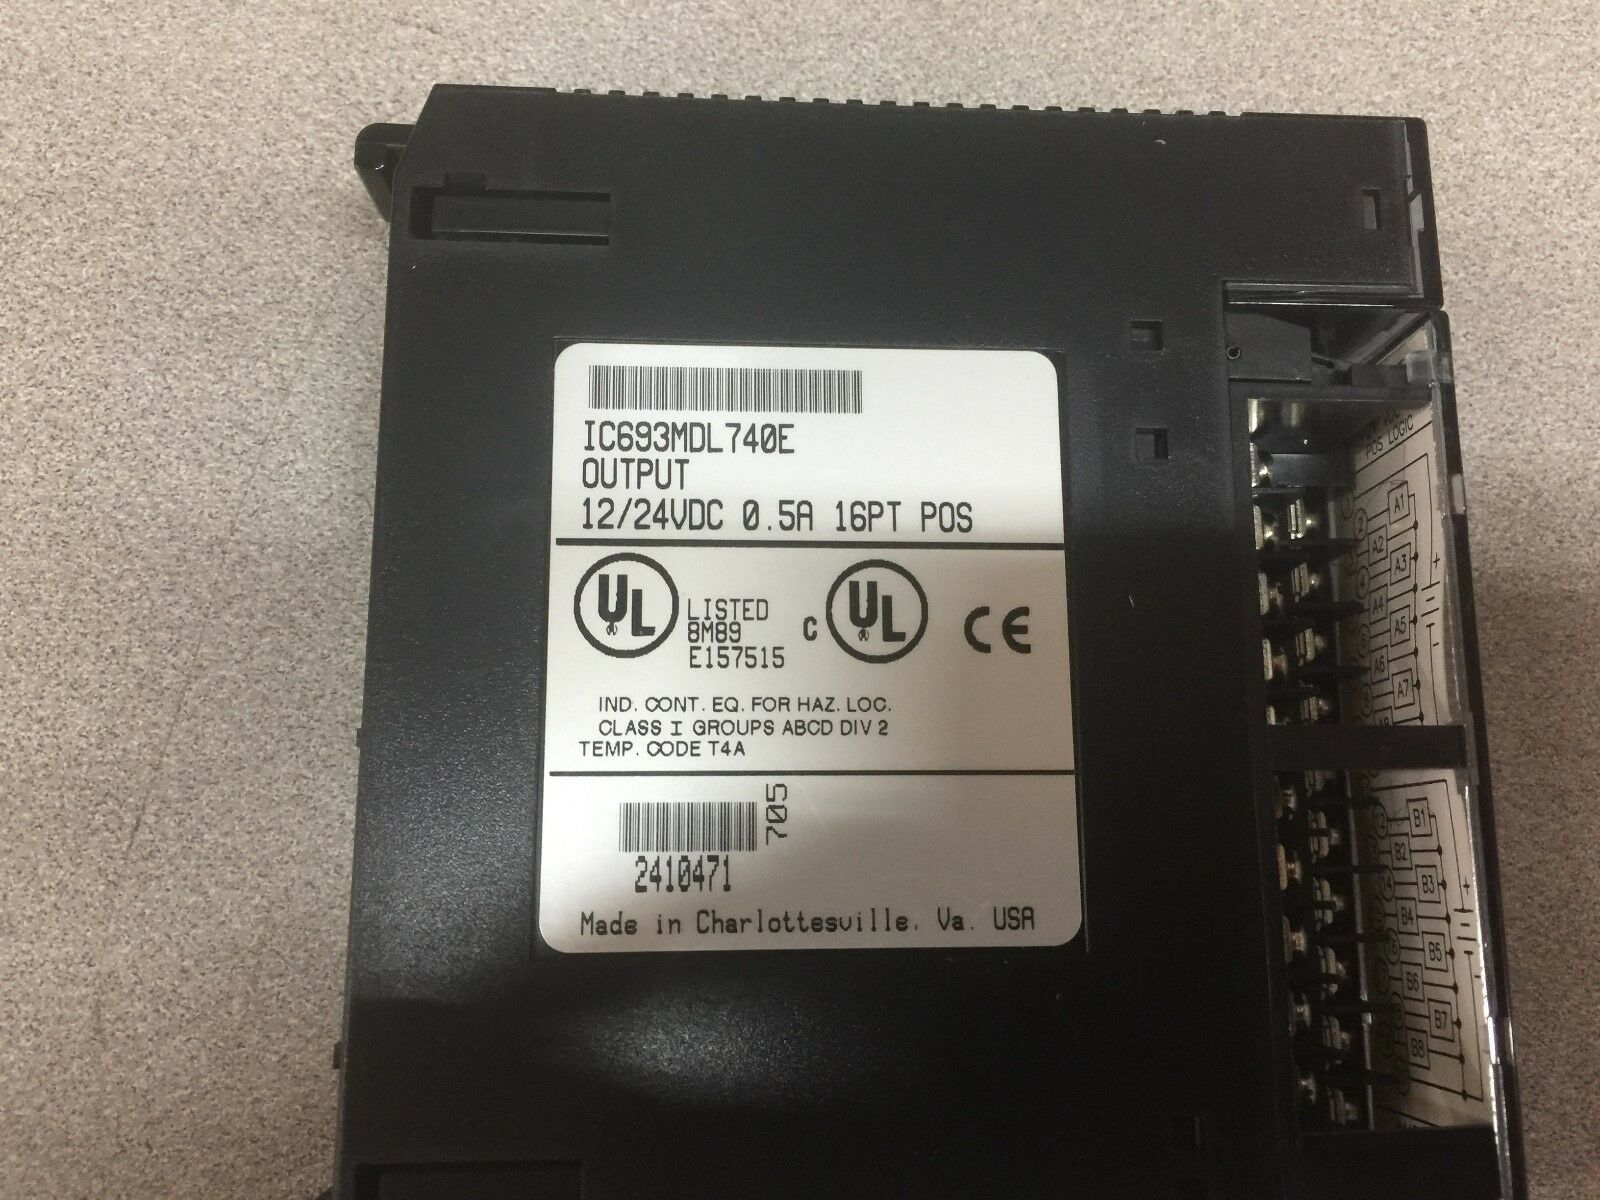 IC693MDL740E
OUTPUT
12/24VDC 0.5A 16PT POS
UL
LISTED
8M89
E157515
C UL
CE
IND. CONT. EQ. FOR HAZ. LOC.
CLASS I GROUPS ABCD DIV 2
TEMP. CODE T4A
705
2410471
Made in Charlottesville, Va. USA
POS LOGIC
A1
A2
A3
A4
A5
A6
A7
B1
B2
B3
B4
B5
B6
B7
B8